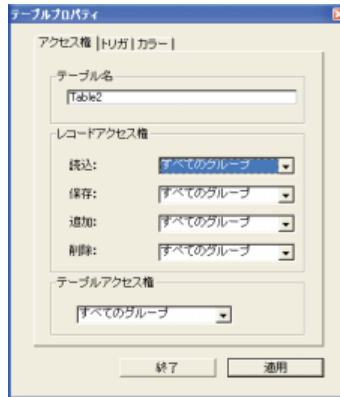 テーブルプロパティ
アクセス権 | トリガ | カラー |
テーブル名
Table2
レコードアクセス権
読込: すべてのグループ
保存: すべてのグループ
追加: すべてのグループ
削除: すべてのグループ
テーブルアクセス権
すべてのグループ
終了 適用